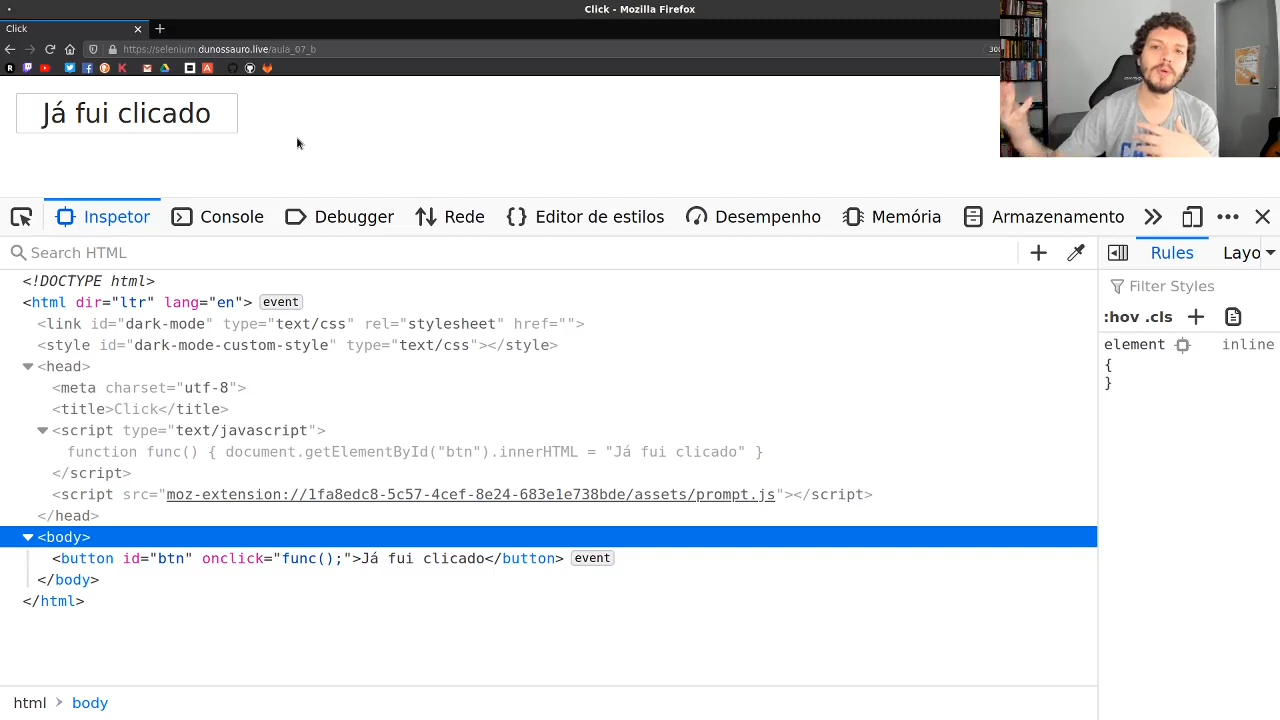 Click - Mozilla Firefox
Click
https://selenium.dunossauro.live/aula_07_b
Já fui clicado
Inspetor Console Debugger Rede Editor de estilos Desempenho Memória Armazenamento
Search HTML
Rules Layo
Filter Styles
:hov .cls
element inline
{
}
<!DOCTYPE html>
<html dir="ltr" lang="en"> event
<link id="dark-mode" type="text/css" rel="stylesheet" href="">
<style id="dark-mode-custom-style" type="text/css"></style>
<head>
<meta charset="utf-8">
<title>Click</title>
<script type="text/javascript">
function func() { document.getElementById("btn").innerHTML = "Já fui clicado" }
</script>
<script src="moz-extension://1fa8edc8-5c57-4cef-8e24-683e1e738bde/assets/prompt.js"></script>
</head>
<body>
<button id="btn" onclick="func();">Já fui clicado</button> event
</body>
</html>
html > body